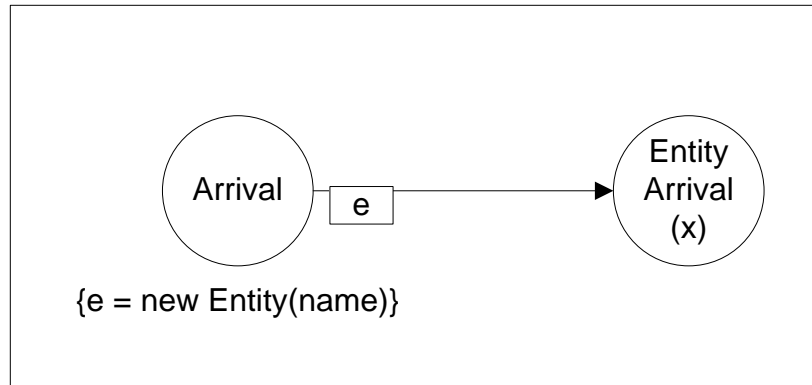 Arrival
e
Entity
Arrival
(x)
{e = new Entity(name)}